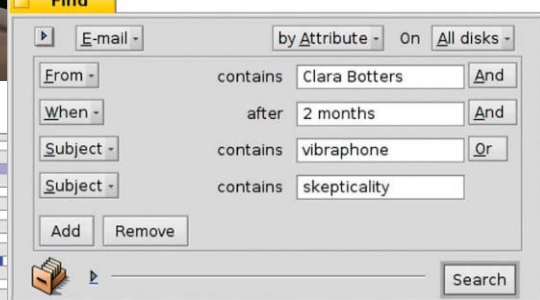 Find
E-mail by Attribute On All disks
From contains Clara Botters And
When after 2 months And
Subject contains vibraphone Or
Subject contains skepticality
Add Remove
Search